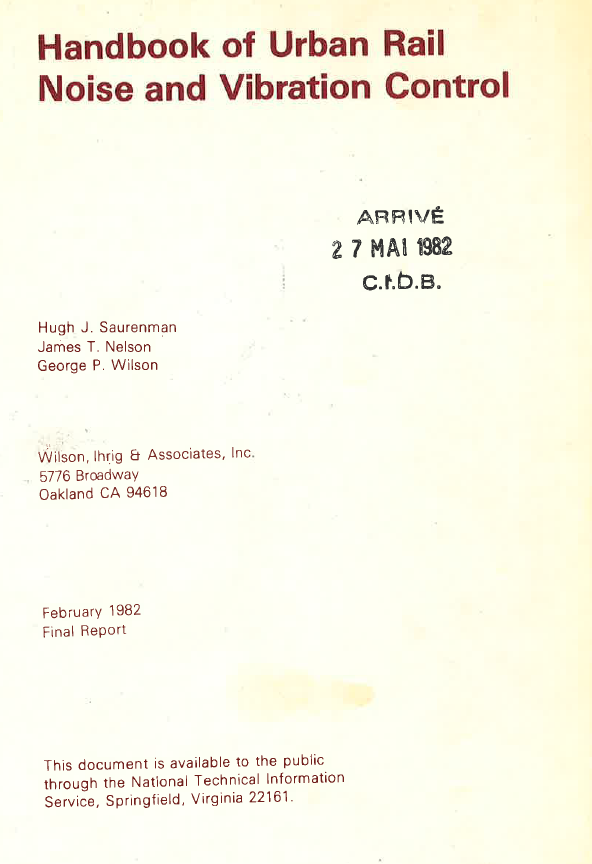 Handbook of Urban Rail
Noise and Vibration Control
ARRIVÉ
2 7 MAI 1982
C.I.D.B.
Hugh J. Saurenman
James T. Nelson
George P. Wilson
Wilson, Ihrig & Associates, Inc.
5776 Broadway
Oakland CA 94618
February 1982
Final Report
This document is available to the public
through the National Technical Information
Service, Springfield, Virginia 22161.